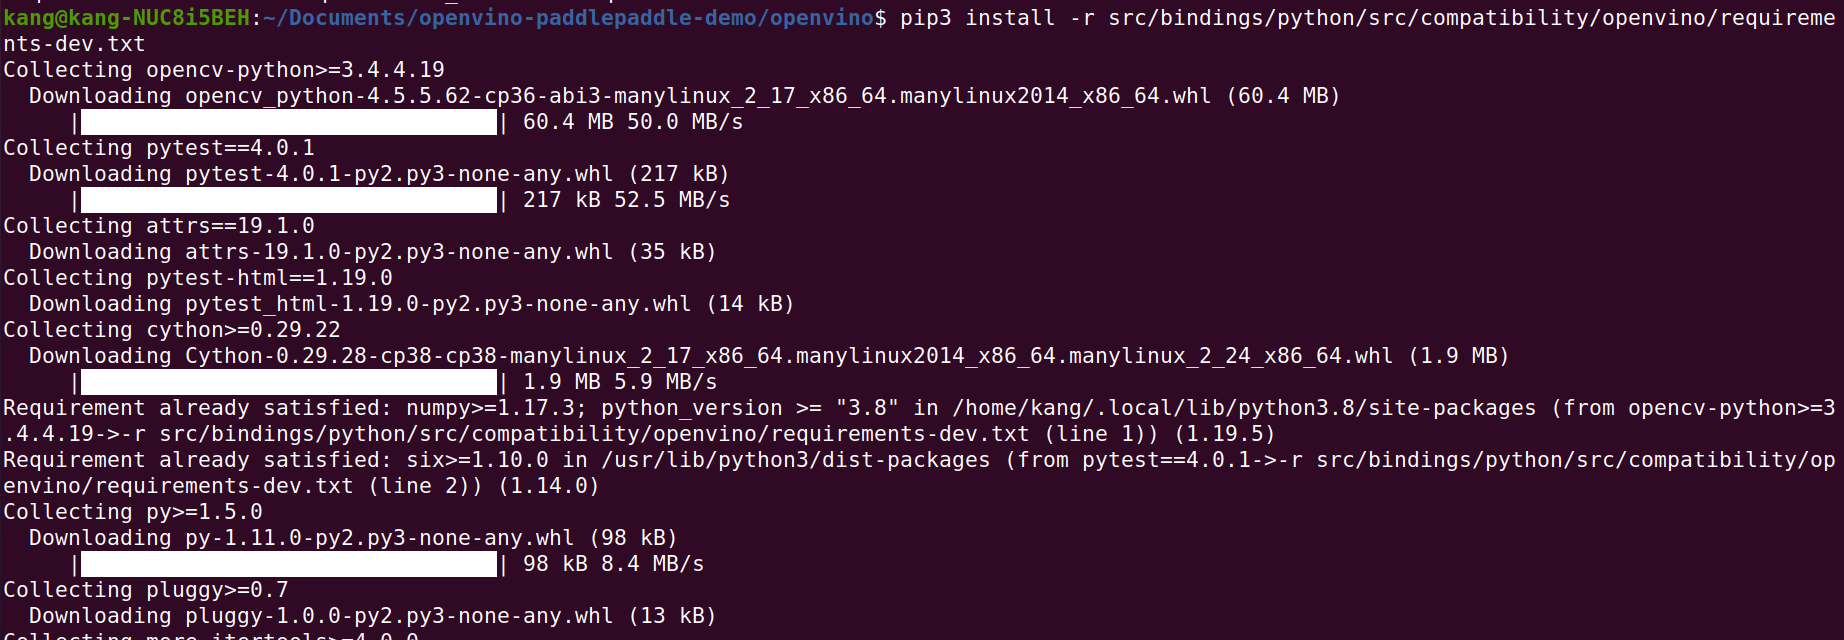 kang@kang-NUC8i5BEH:~/Documents/openvino-paddlepaddle-demo/openvino$ pip3 install -r src/bindings/python/src/compatibility/openvino/requireme
nts-dev.txt
Collecting opencv-python>=3.4.4.19
  Downloading opencv_python-4.5.5.62-cp36-abi3-manylinux_2_17_x86_64.manylinux2014_x86_64.whl (60.4 MB)
     | | 60.4 MB 50.0 MB/s
Collecting pytest==4.0.1
  Downloading pytest-4.0.1-py2.py3-none-any.whl (217 kB)
     | | 217 kB 52.5 MB/s
Collecting attrs==19.1.0
  Downloading attrs-19.1.0-py2.py3-none-any.whl (35 kB)
Collecting pytest-html==1.19.0
  Downloading pytest_html-1.19.0-py2.py3-none-any.whl (14 kB)
Collecting cython>=0.29.22
  Downloading Cython-0.29.28-cp38-cp38-manylinux_2_17_x86_64.manylinux2014_x86_64.manylinux_2_24_x86_64.whl (1.9 MB)
     | | 1.9 MB 5.9 MB/s
Requirement already satisfied: numpy>=1.17.3; python_version >= "3.8" in /home/kang/.local/lib/python3.8/site-packages (from opencv-python>=3
.4.4.19->-r src/bindings/python/src/compatibility/openvino/requirements-dev.txt (line 1)) (1.19.5)
Requirement already satisfied: six>=1.10.0 in /usr/lib/python3/dist-packages (from pytest==4.0.1->-r src/bindings/python/src/compatibility/op
envino/requirements-dev.txt (line 2)) (1.14.0)
Collecting py>=1.5.0
  Downloading py-1.11.0-py2.py3-none-any.whl (98 kB)
     | | 98 kB 8.4 MB/s
Collecting pluggy>=0.7
  Downloading pluggy-1.0.0-py2.py3-none-any.whl (13 kB)
Collecting more-itertools>=4.0.0